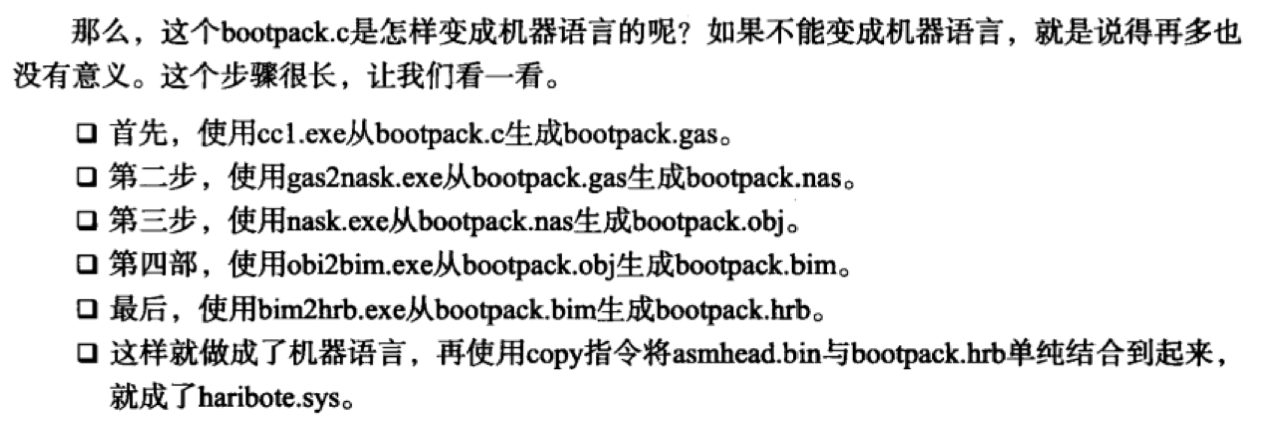 那么，这个bootpack.c是怎样变成机器语言的呢？如果不能变成机器语言，就是说得再多也
没有意义。这个步骤很长，让我们看一看。
❑ 首先，使用cc1.exe从bootpack.c生成bootpack.gas。
❑ 第二步，使用gas2nask.exe从bootpack.gas生成bootpack.nas。
❑ 第三步，使用nask.exe从bootpack.nas生成bootpack.obj。
❑ 第四部，使用obi2bim.exe从bootpack.obj生成bootpack.bim。
❑ 最后，使用bim2hrb.exe从bootpack.bim生成bootpack.hrb。
❑ 这样就做成了机器语言，再使用copy指令将asmhead.bin与bootpack.hrb单纯结合到起来，
就成了haribote.sys。